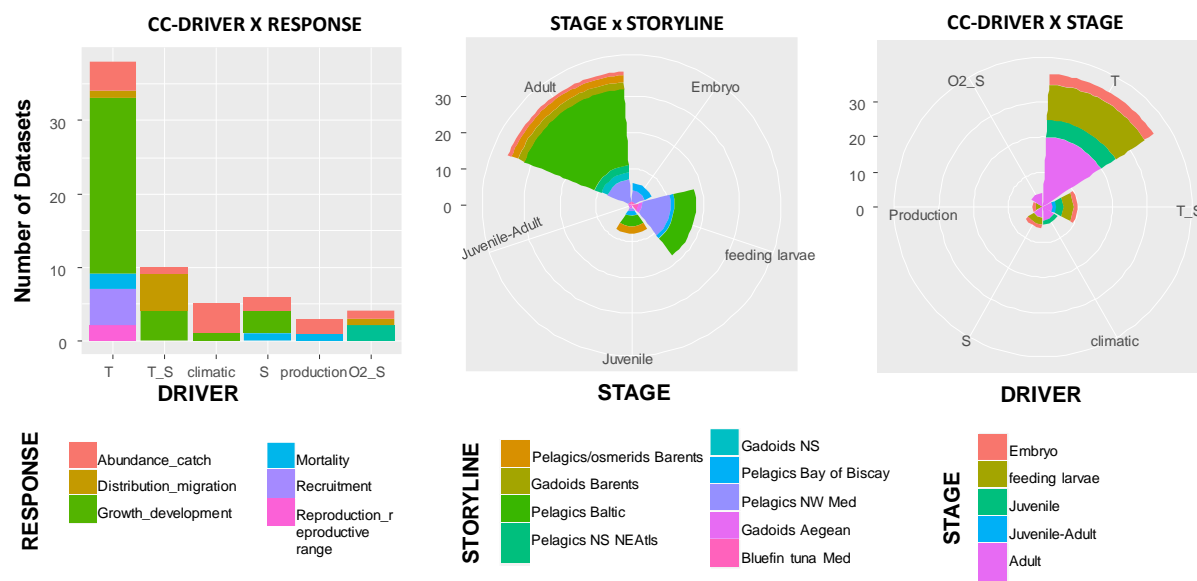 CC-DRIVER X RESPONSE
Number of Datasets
30
20
10
0
T
T_S
climatic
S
production
O2_S
DRIVER
RESPONSE
Abundance_catch
Distribution_migration
Growth_development
Mortality
Recruitment
Reproduction_r
eproductive
range
STAGE x STORYLINE
30
20
10
0
Adult
Embryo
Juvenile-Adult
feeding larvae
Juvenile
STAGE
STORYLINE
Pelagics/osmerids Barents
Gadoids Barents
Pelagics Baltic
Pelagics NS NEAtls
Gadoids NS
Pelagics Bay of Biscay
Pelagics NW Med
Gadoids Aegean
Bluefin tuna Med
CC-DRIVER X STAGE
30
20
10
0
O2_S
T
Production
T_S
S
climatic
DRIVER
STAGE
Embryo
feeding larvae
Juvenile
Juvenile-Adult
Adult